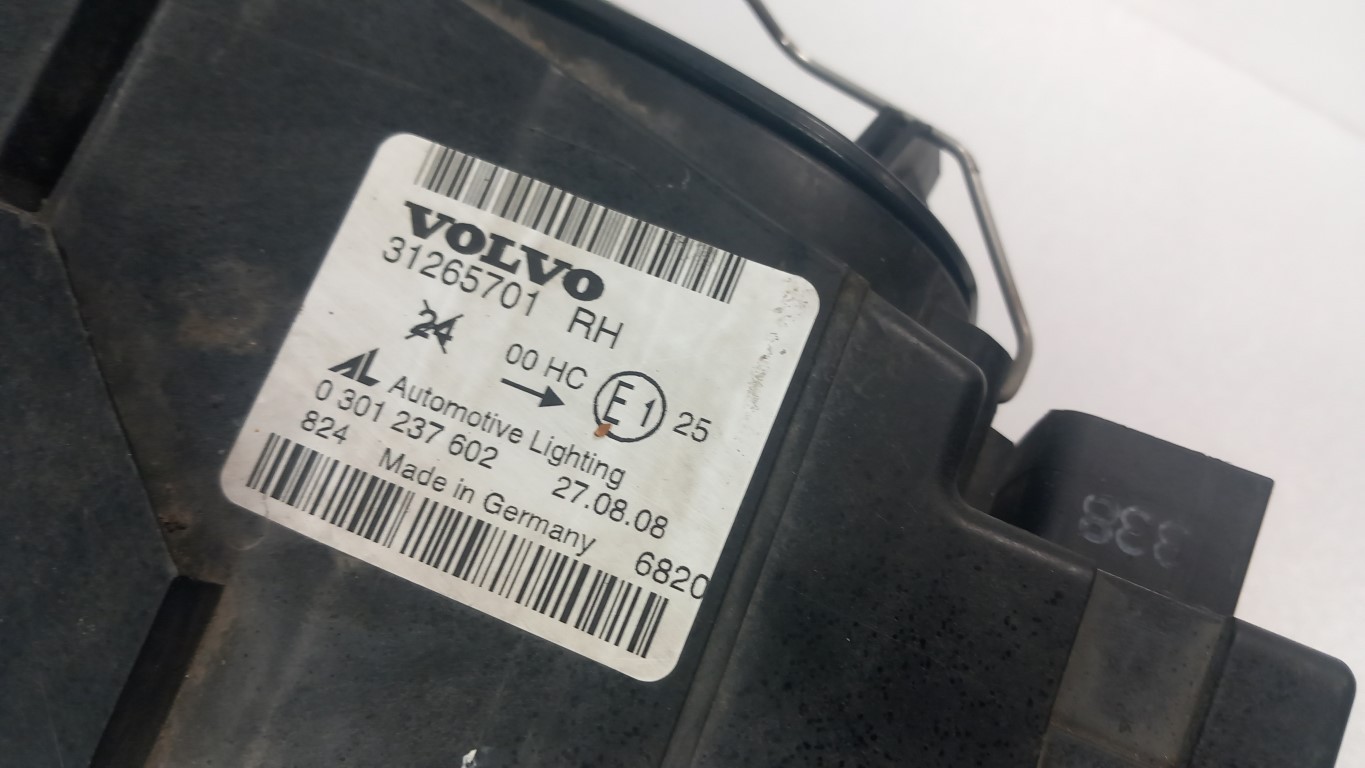 VOLVO
31265701 RH
24
00 HC E1 25
AL Automotive Lighting
0 301 237 602 27.08.08
824 Made in Germany 6820
338